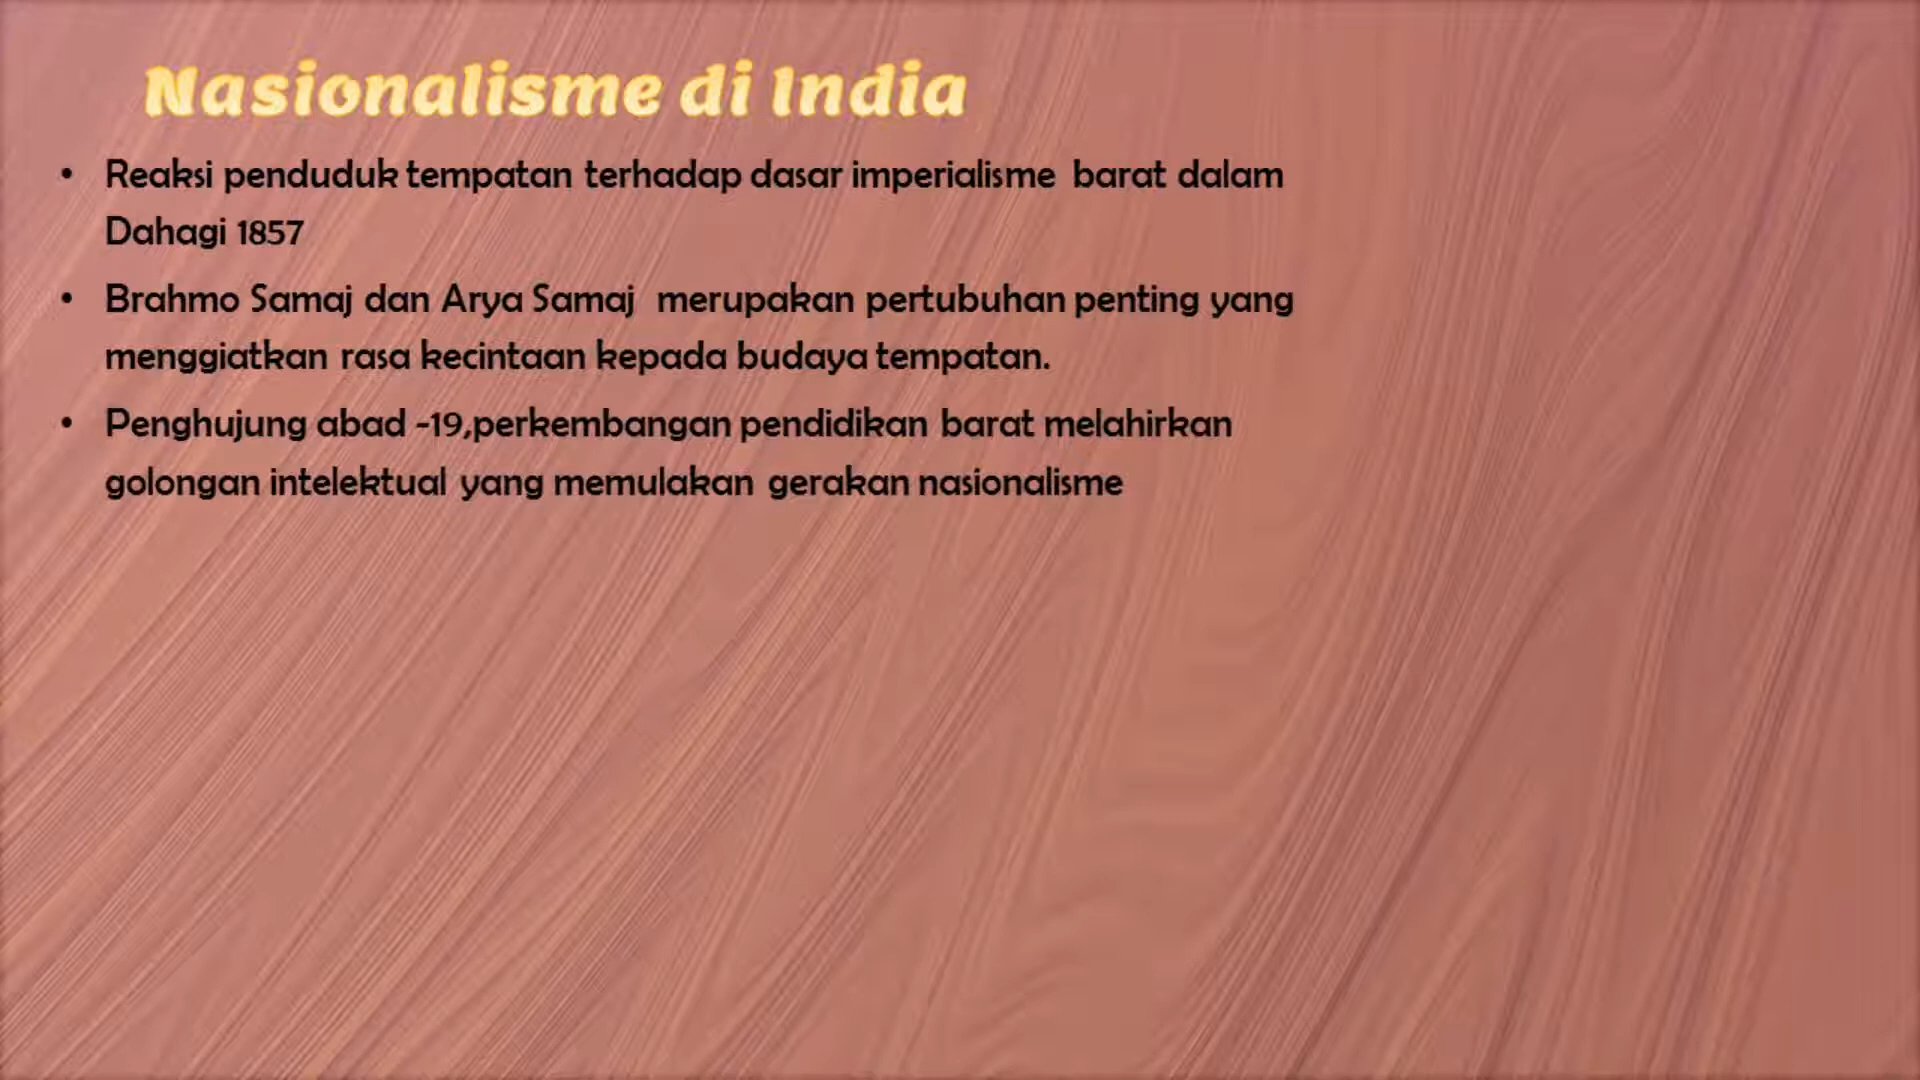 Nasionalisme di India
• Reaksi penduduk tempatan terhadap dasar imperialisme barat dalam
Dahagi 1857
• Brahmo Samaj dan Arya Samaj merupakan pertubuhan penting yang
menggiatkan rasa kecintaan kepada budaya tempatan.
• Penghujung abad -19,perkembangan pendidikan barat melahirkan
golongan intelektual yang memulakan gerakan nasionalisme